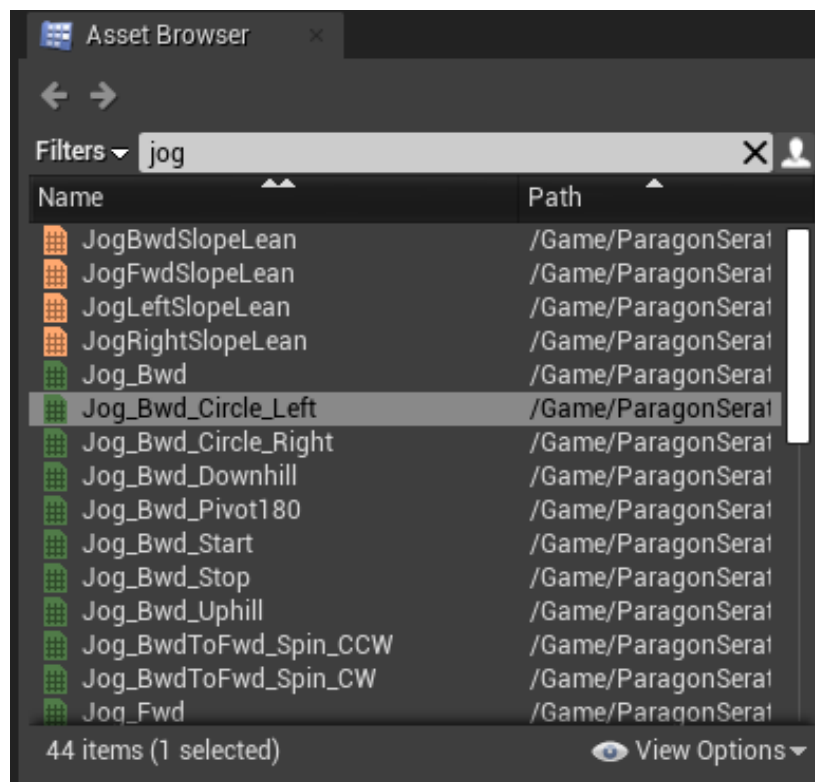 Asset Browser
Filters jog
Name Path
JogBwdSlopeLean /Game/ParagonSerat
JogFwdSlopeLean /Game/ParagonSerat
JogLeftSlopeLean /Game/ParagonSerat
JogRightSlopeLean /Game/ParagonSerat
Jog_Bwd /Game/ParagonSerat
Jog_Bwd_Circle_Left /Game/ParagonSerat
Jog_Bwd_Circle_Right /Game/ParagonSerat
Jog_Bwd_Downhill /Game/ParagonSerat
Jog_Bwd_Pivot180 /Game/ParagonSerat
Jog_Bwd_Start /Game/ParagonSerat
Jog_Bwd_Stop /Game/ParagonSerat
Jog_Bwd_Uphill /Game/ParagonSerat
Jog_BwdToFwd_Spin_CCW /Game/ParagonSerat
Jog_BwdToFwd_Spin_CW /Game/ParagonSerat
Jog_Fwd /Game/ParagonSerat
44 items (1 selected) View Options